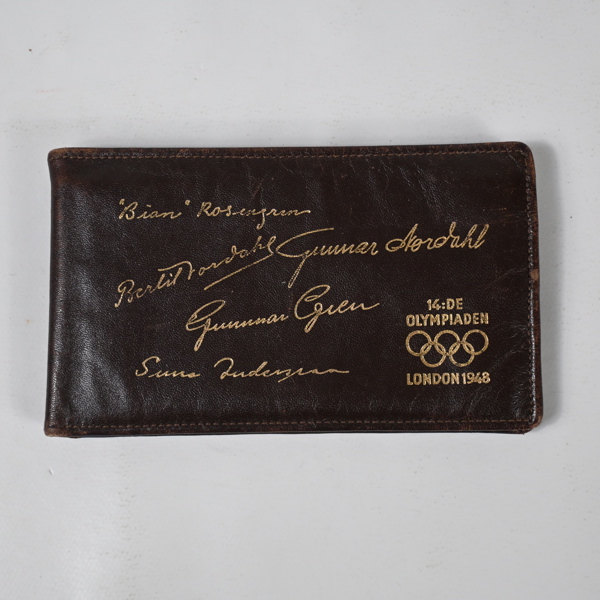 "Bian" Rosengren
Bertil Nordahl Gunnar Nordahl
Gunnar Gren
Sune Andersson
14:DE
OLYMPIADEN
LONDON 1948